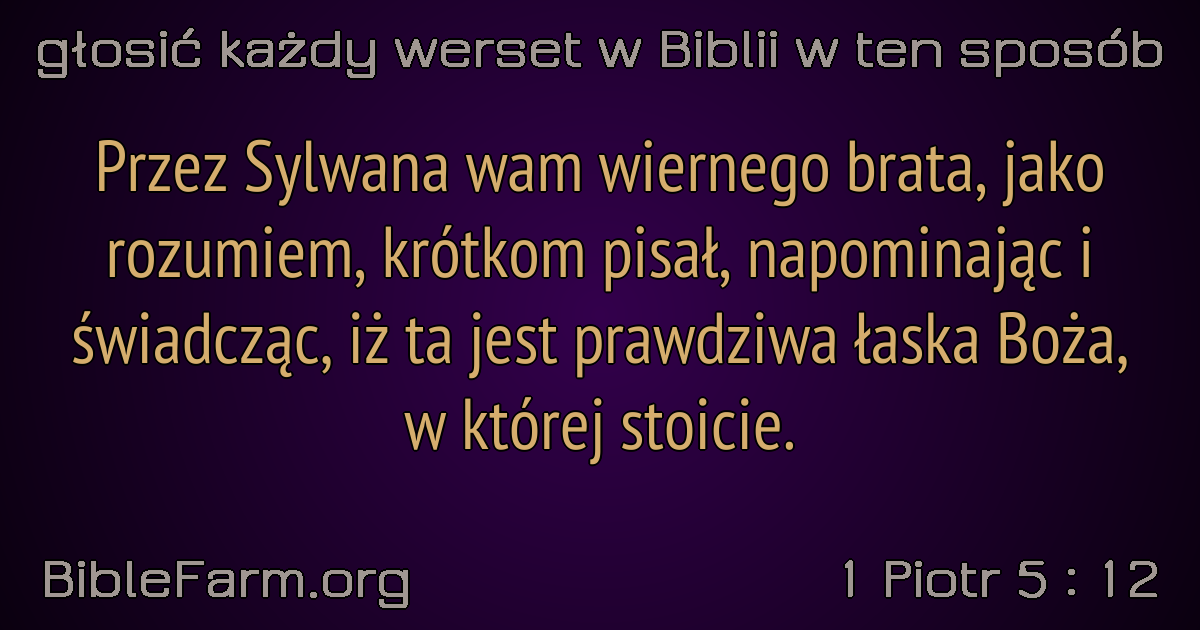 głosić każdy werset w Biblii w ten sposób
Przez Sylwana wam wiernego brata, jako
rozumiem, krótkom pisał, napominając i
świadcząc, iż ta jest prawdziwa łaska Boża,
w której stoicie.
BibleFarm.org
1 Piotr 5 : 12